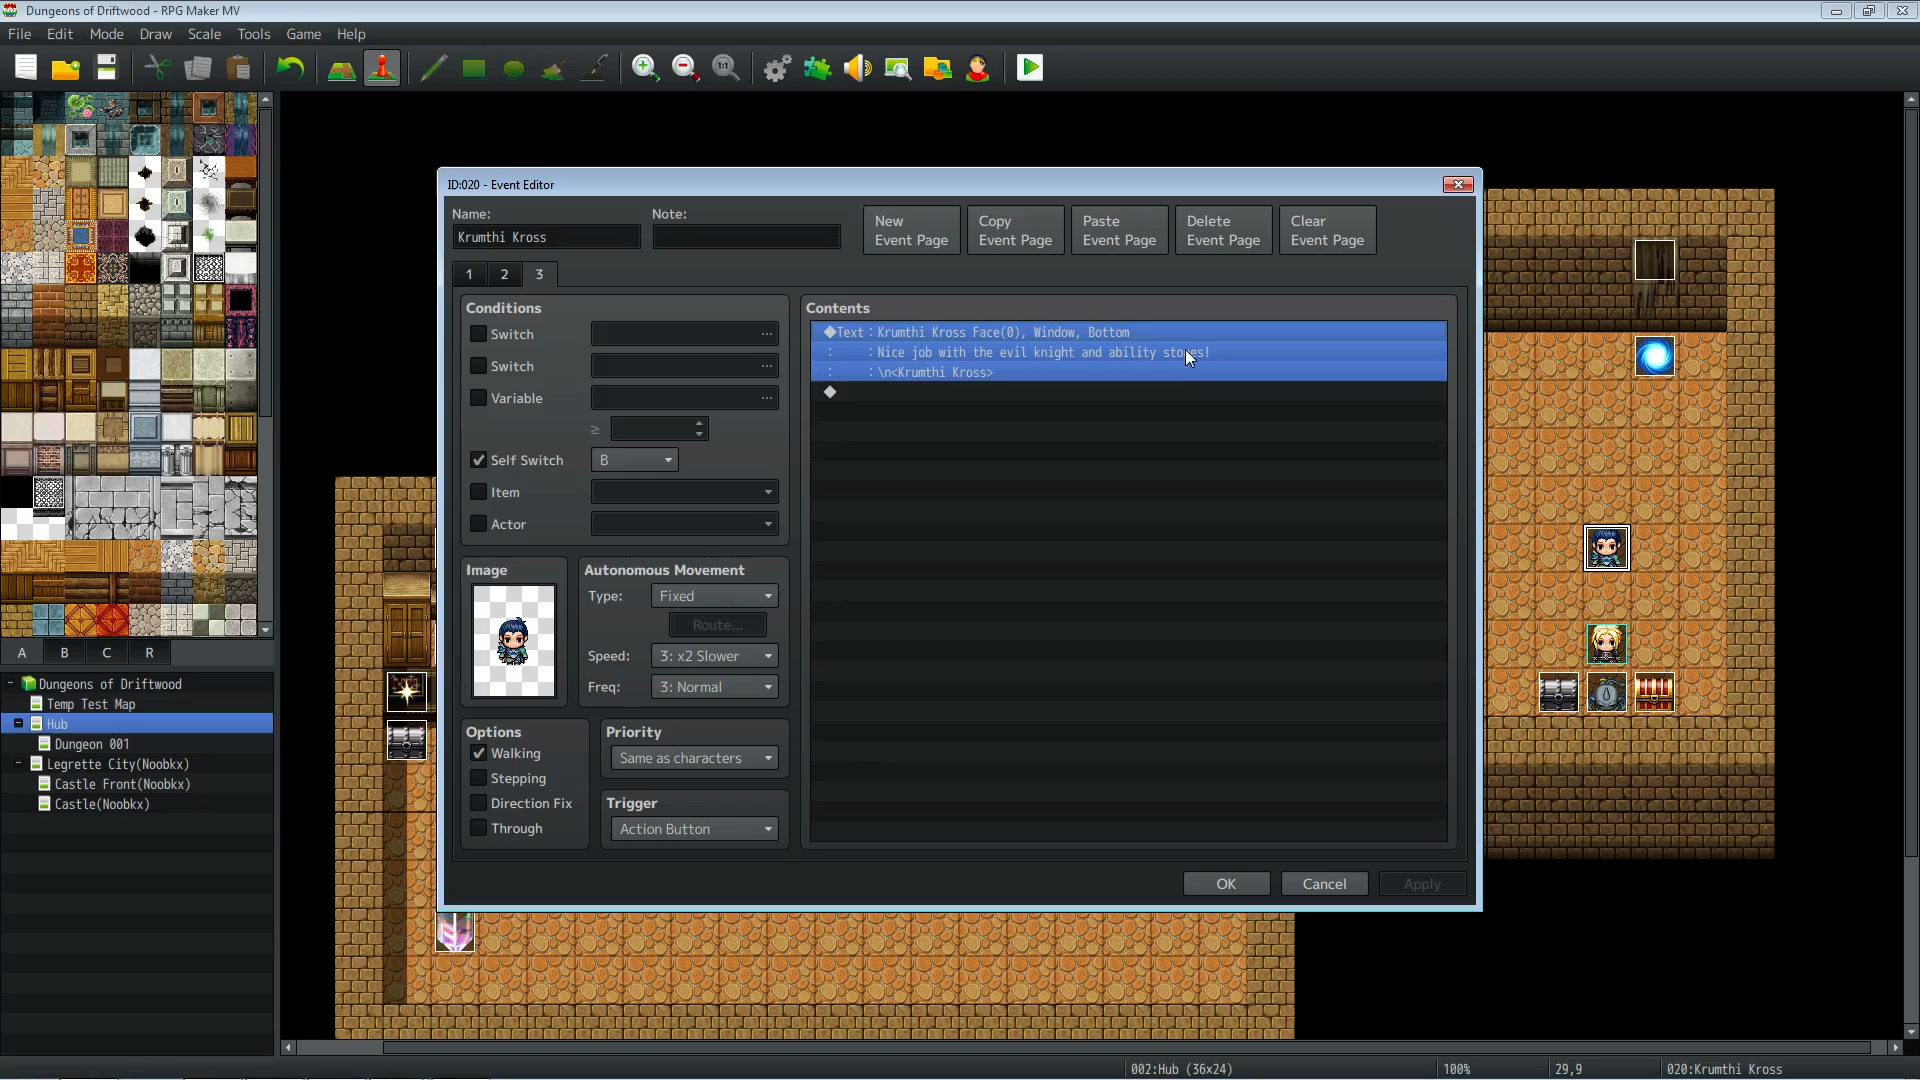 Dungeons of Driftwood - RPG Maker MV
File Edit Mode Draw Scale Tools Game Help
1:1
ID:020 - Event Editor
Name: Note:
Krumthi Kross
New Event Page
Copy Event Page
Paste Event Page
Delete Event Page
Clear Event Page
1 2 3
Conditions
Switch ...
Switch ...
Variable ...
≥
Self Switch B
Item
Actor
Image
Autonomous Movement
Type: Fixed
Route...
Speed: 3: x2 Slower
Freq: 3: Normal
Options
Walking
Stepping
Direction Fix
Through
Priority
Same as characters
Trigger
Action Button
Contents
◆Text : Krumthi Kross Face(0), Window, Bottom
: : Nice job with the evil knight and ability stones!
: : \n<Krumthi Kross>
◆
OK Cancel Apply
A B C R
Dungeons of Driftwood
Temp Test Map
Hub
Dungeon 001
Legrette City(Noobkx)
Castle Front(Noobkx)
Castle(Noobkx)
002:Hub (36x24) 100% 29,9 020:Krumthi Kross